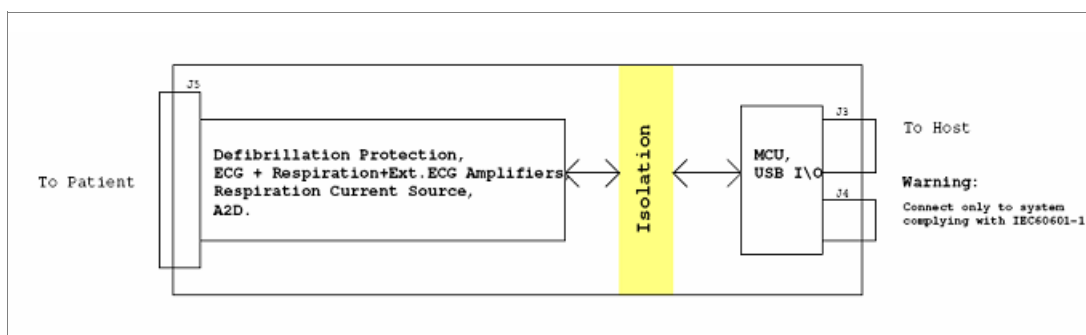 J5
To Patient
Defibrillation Protection,
ECG + Respiration+Ext.ECG Amplifiers,
Respiration Current Source,
A2D.
Isolation
MCU,
USB I\O
J3
J4
To Host
Warning:
Connect only to system
complying with IEC60601-1